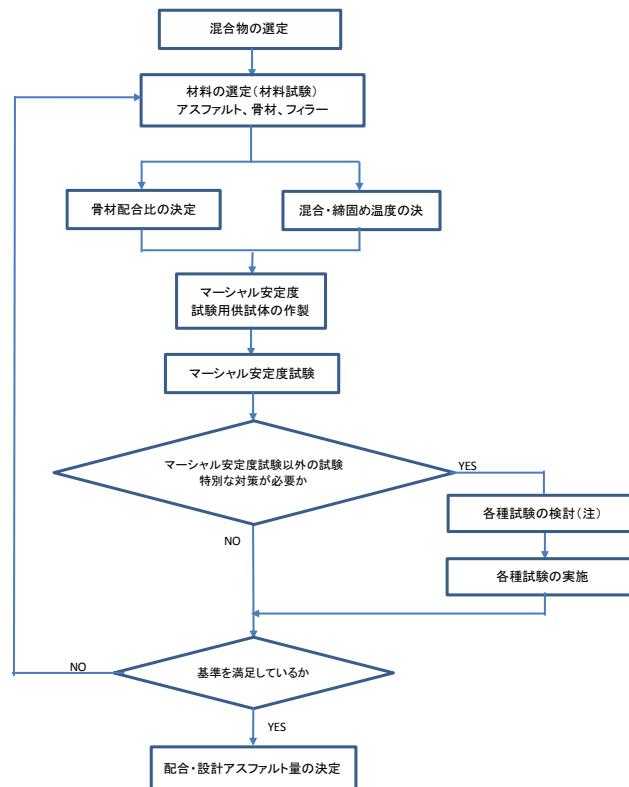 混合物の選定
材料の選定（材料試験）
アスファルト、骨材、フィラー
骨材配合比の決定
混合・締固め温度の決
マーシャル安定度
試験用供試体の作製
マーシャル安定度試験
マーシャル安定度試験以外の試験
特別な対策が必要か
YES
各種試験の検討（注）
NO
各種試験の実施
基準を満足しているか
NO
YES
配合・設計アスファルト量の決定